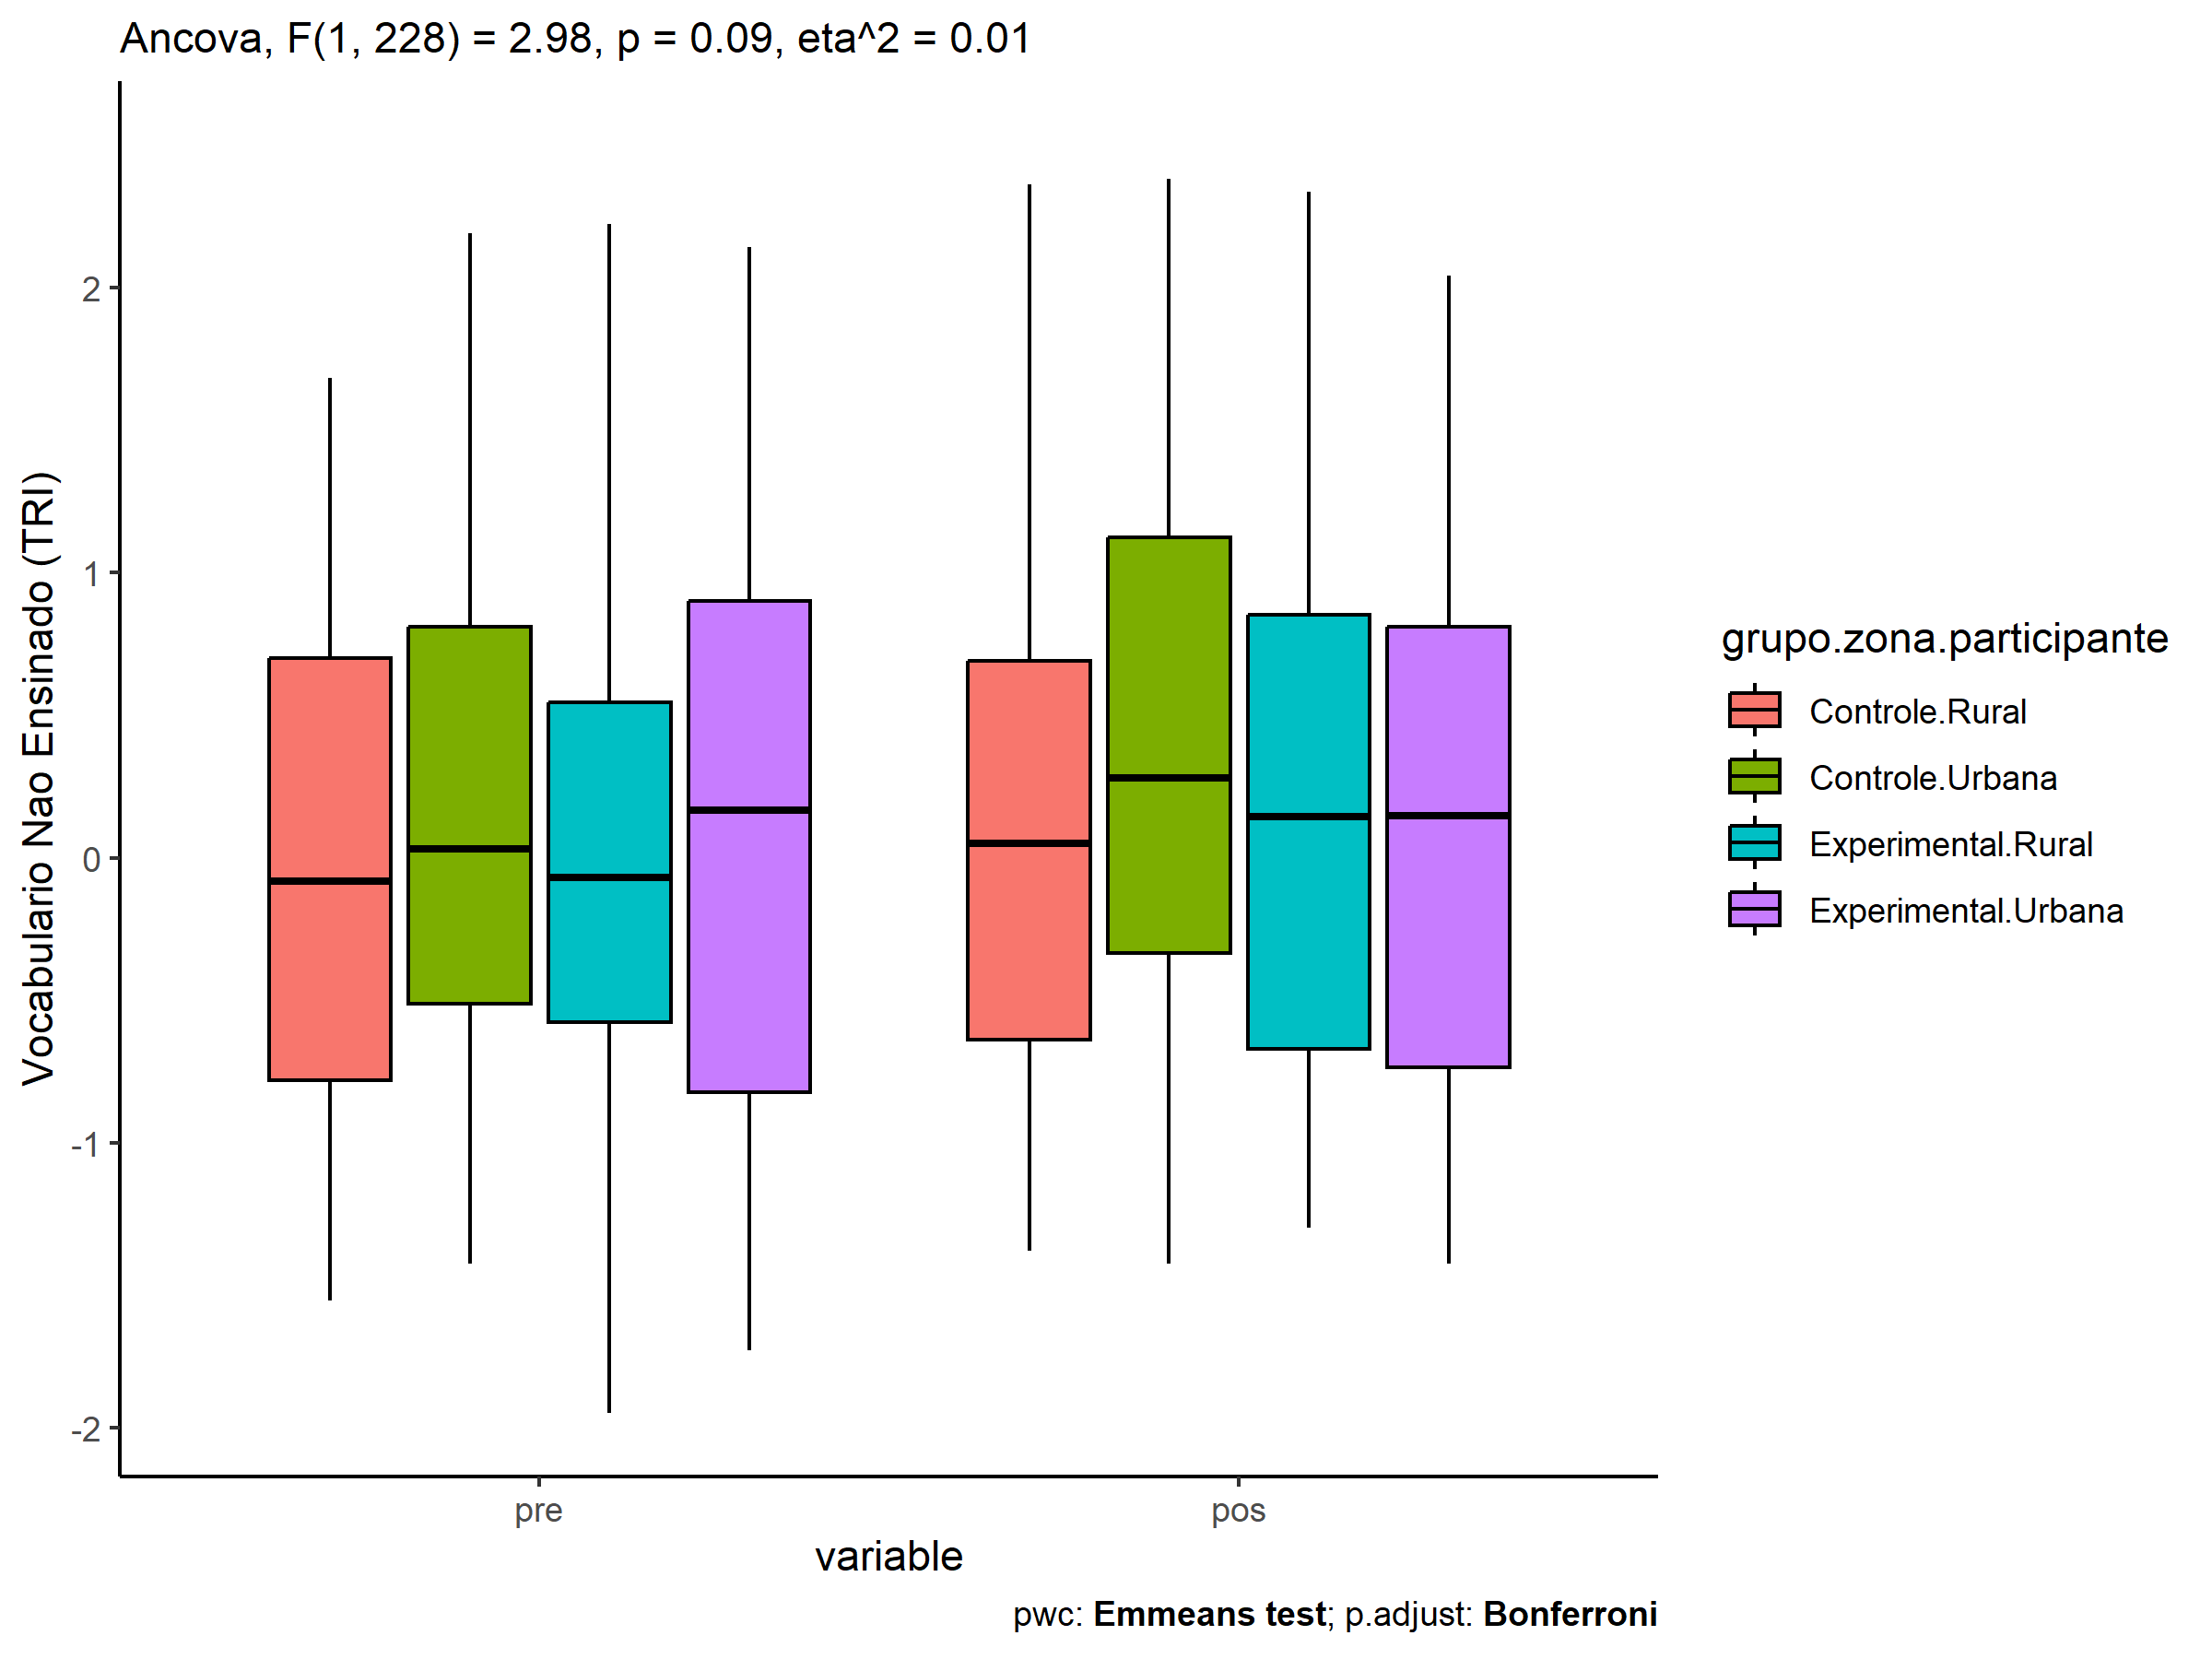 Ancova, F(1, 228) = 2.98, p = 0.09, eta^2 = 0.01
Vocabulario Nao Ensinado (TRI)
2
1
0
-1
-2
pre
pos
variable
grupo.zona.participante
Controle.Rural
Controle.Urbana
Experimental.Rural
Experimental.Urbana
pwc: Emmeans test; p.adjust: Bonferroni